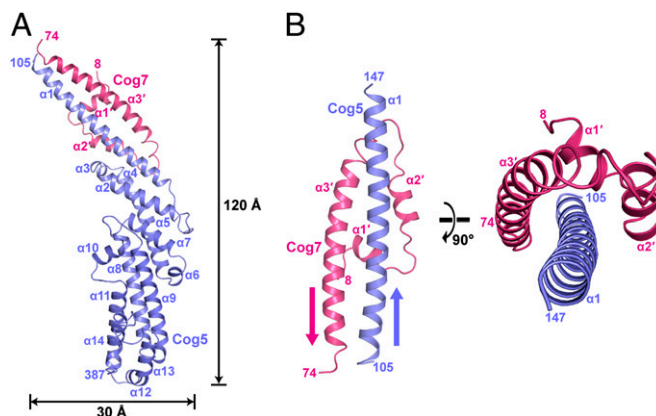 A
74
8
Cog7
105
α1
α3'
α1'
α2'
α3
α4
α2
α5
α7
α10
α8
α6
α11
α9
α14
Cog5
α13
387
α12
120 Å
30 Å
B
147
Cog5
α1
α3'
α2'
α1'
Cog7
8
74
105
90°
8
α1'
α3'
105
74
α2'
α1
147